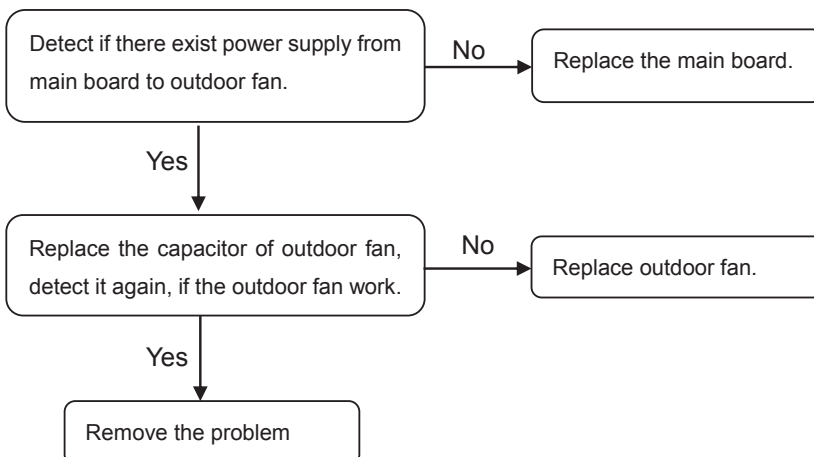 Detect if there exist power supply from
main board to outdoor fan.
No
Replace the main board.
Yes
Replace the capacitor of outdoor fan,
detect it again, if the outdoor fan work.
No
Replace outdoor fan.
Yes
Remove the problem